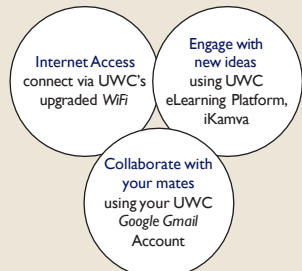 Internet Access
connect via UWC's
upgraded WiFi
Engage with
new ideas
using UWC
eLearning Platform,
iKamva
Collaborate with
your mates
using your UWC
Google Gmail
Account